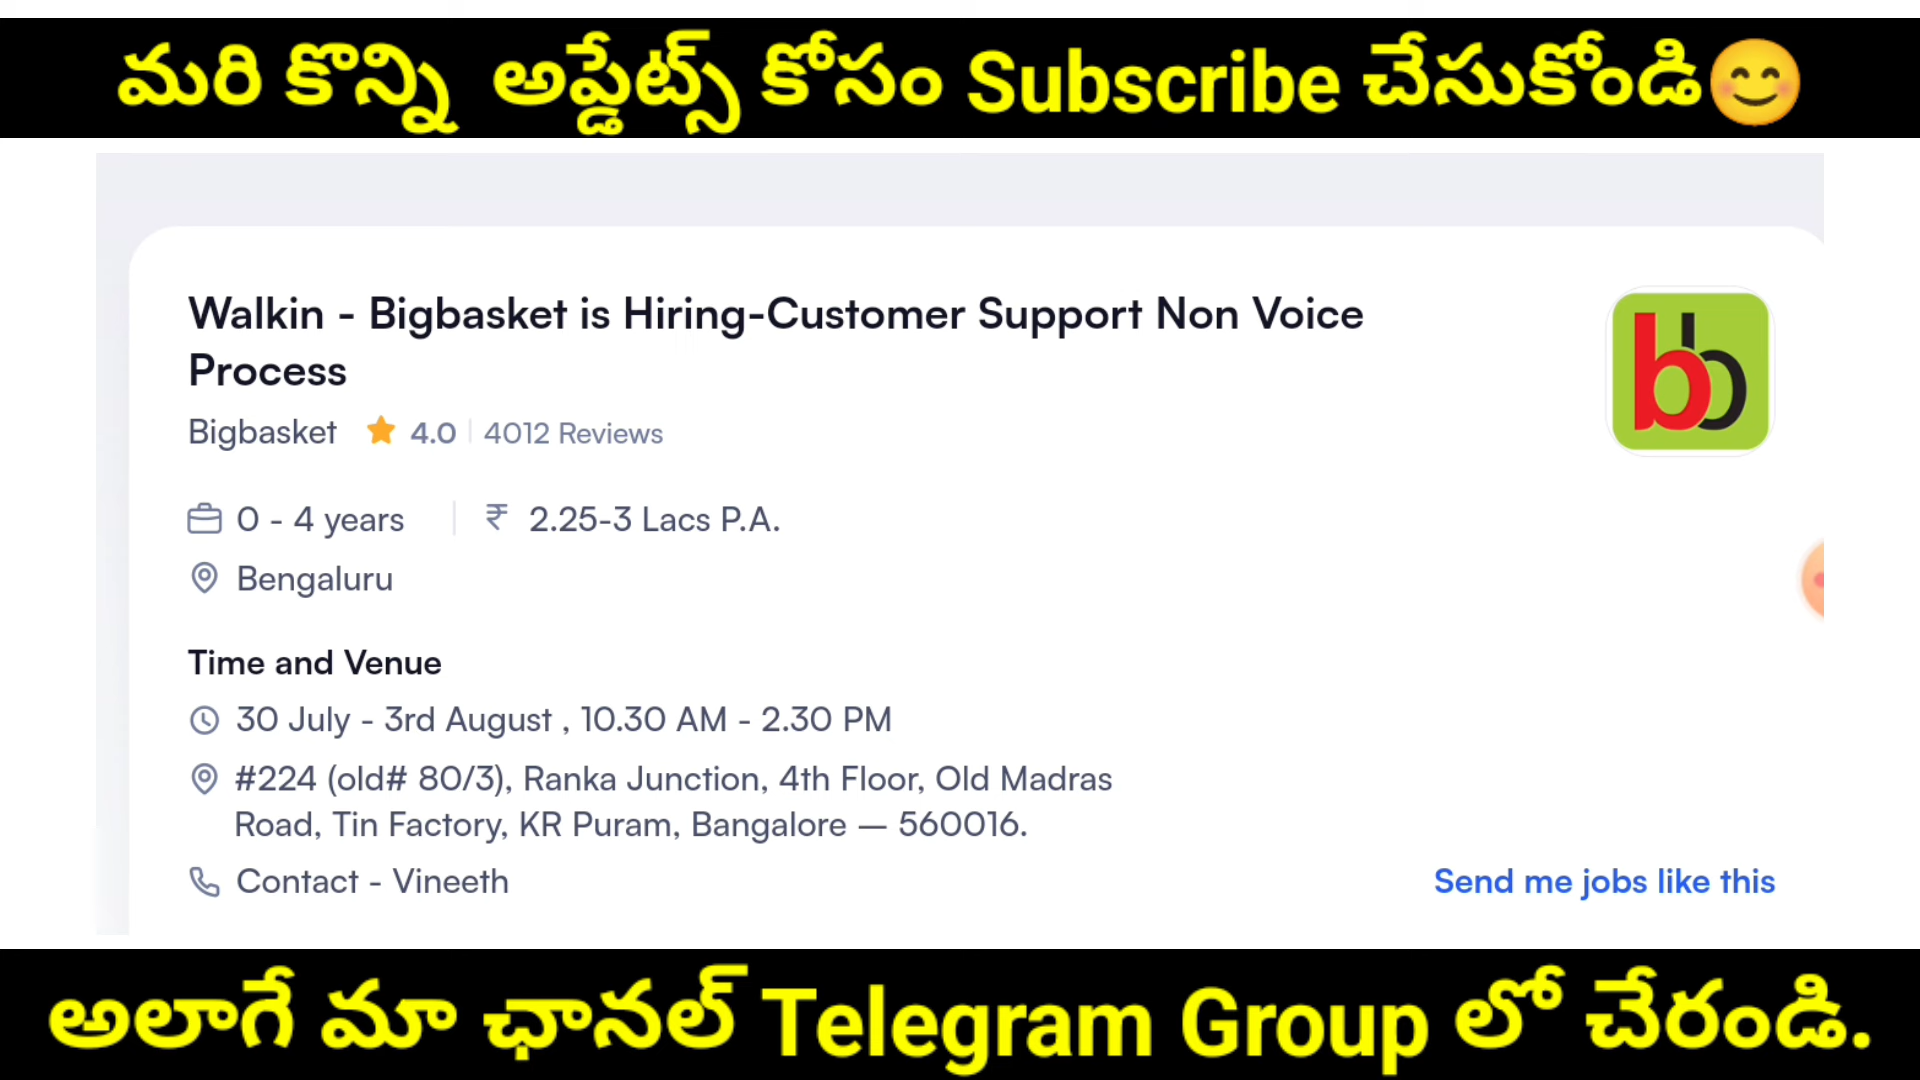 మరి కొన్ని అప్డేట్స్ కోసం Subscribe చేసుకోండి😊
Walkin - Bigbasket is Hiring-Customer Support Non Voice
Process
Bigbasket ★ 4.0 | 4012 Reviews
bb
0 - 4 years | ₹ 2.25-3 Lacs P.A.
Bengaluru
Time and Venue
30 July - 3rd August , 10.30 AM - 2.30 PM
#224 (old# 80/3), Ranka Junction, 4th Floor, Old Madras
Road, Tin Factory, KR Puram, Bangalore — 560016.
Contact - Vineeth
Send me jobs like this
అలాగే మా ఛానల్ Telegram Group లో చేరండి.